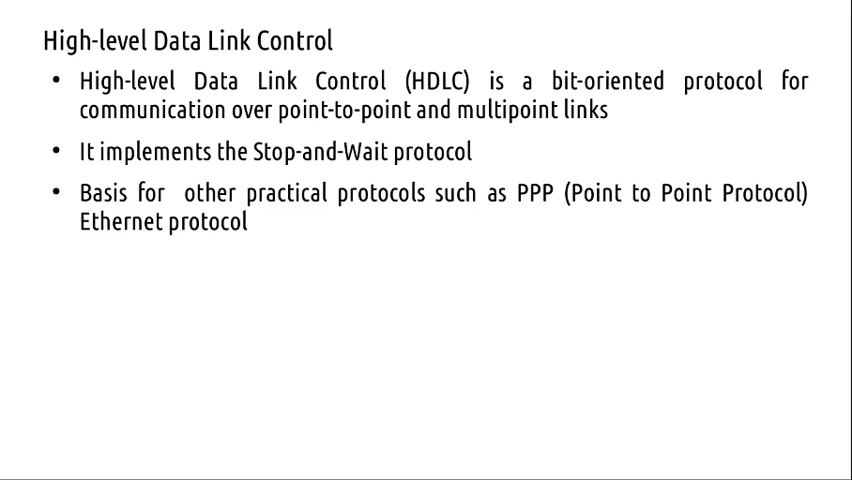 High-level Data Link Control
• High-level Data Link Control (HDLC) is a bit-oriented protocol for
communication over point-to-point and multipoint links
• It implements the Stop-and-Wait protocol
• Basis for other practical protocols such as PPP (Point to Point Protocol)
Ethernet protocol